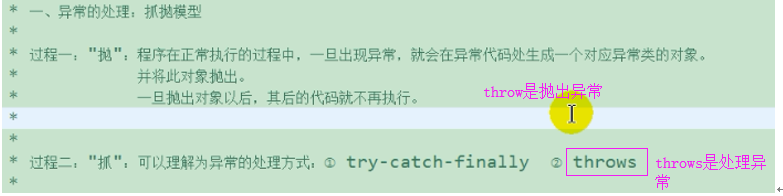 * 一、异常的处理：抓抛模型
*
* 过程一："抛"：程序在正常执行的过程中，一旦出现异常，就会在异常代码处生成一个对应异常类的对象。
* 并将此对象抛出。
* 一旦抛出对象以后，其后的代码就不再执行。
throw是抛出异常
*
*
* 过程二："抓"：可以理解为异常的处理方式：① try-catch-finally ② throws
throws是处理异
常
*